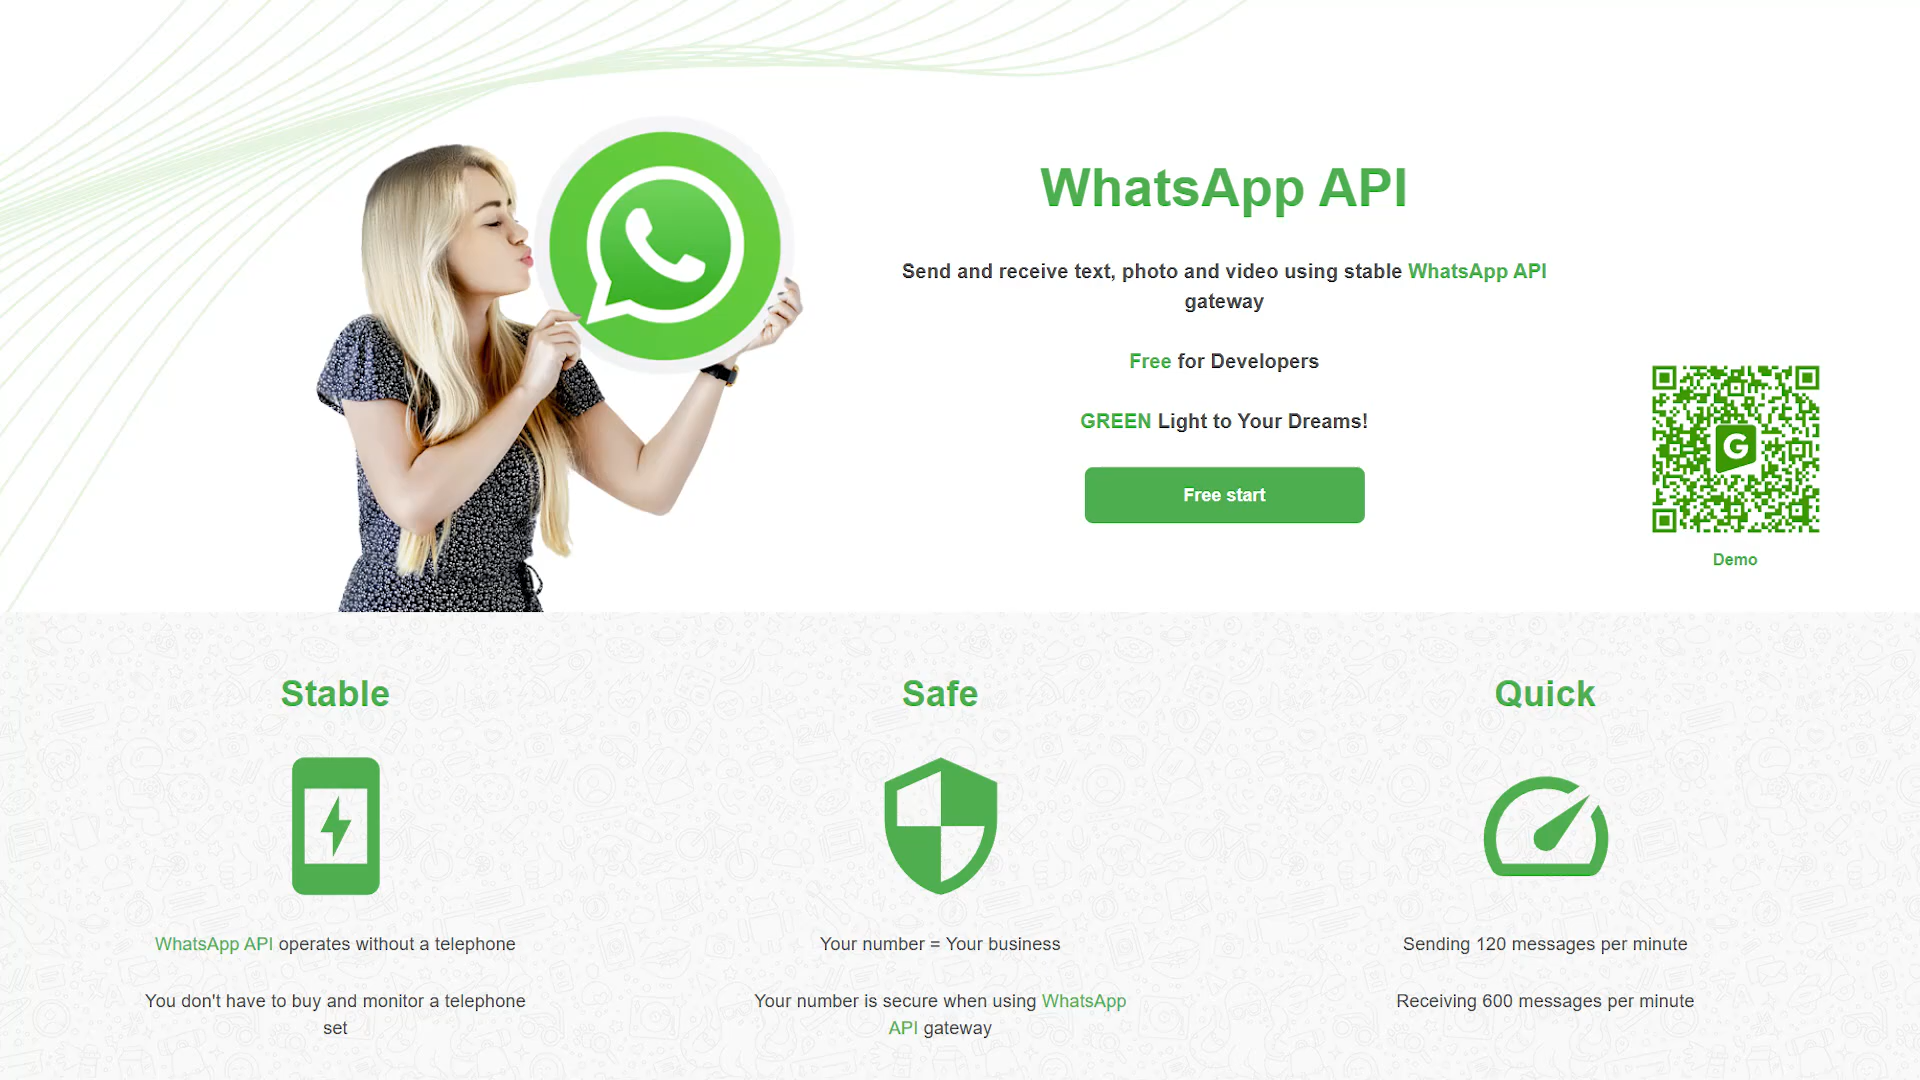 WhatsApp API
Send and receive text, photo and video using stable WhatsApp API
gateway
Free for Developers
GREEN Light to Your Dreams!
Free start
G
Demo
Stable
WhatsApp API operates without a telephone
You don't have to buy and monitor a telephone
set
Safe
Your number = Your business
Your number is secure when using WhatsApp
API gateway
Quick
Sending 120 messages per minute
Receiving 600 messages per minute